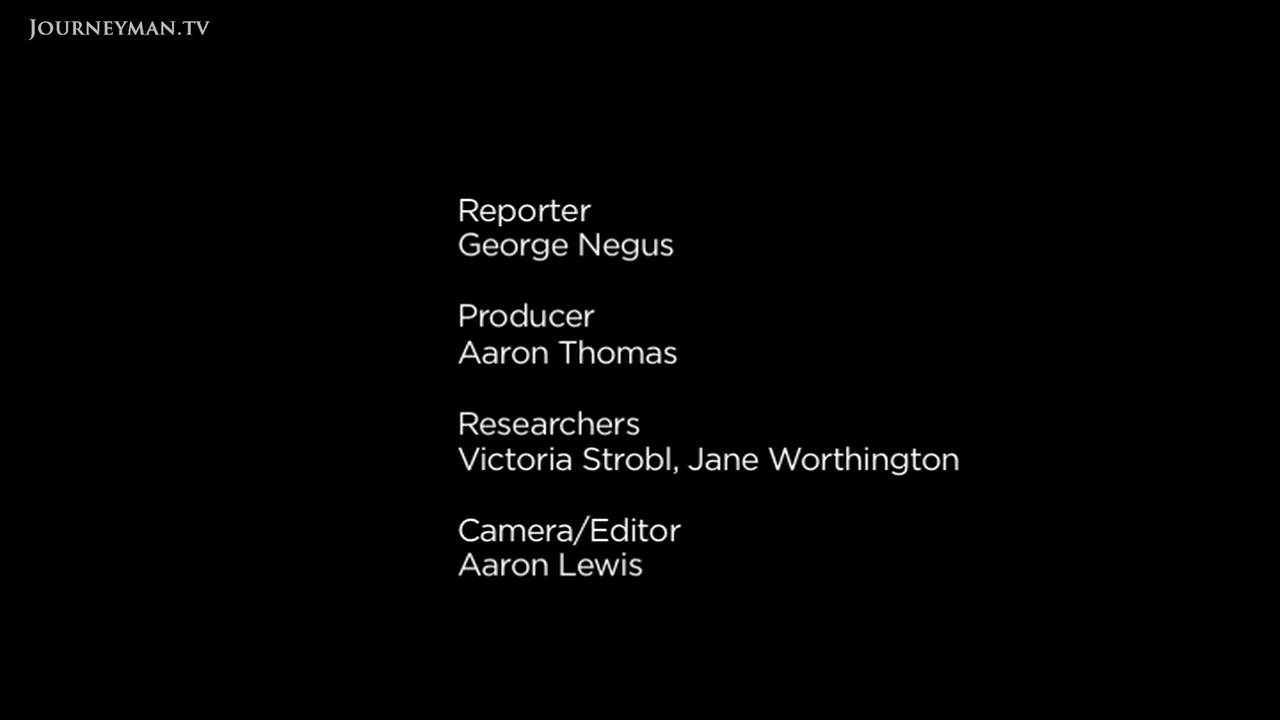 JOURNEYMAN.TV
Reporter
George Negus
Producer
Aaron Thomas
Researchers
Victoria Strobl, Jane Worthington
Camera/Editor
Aaron Lewis